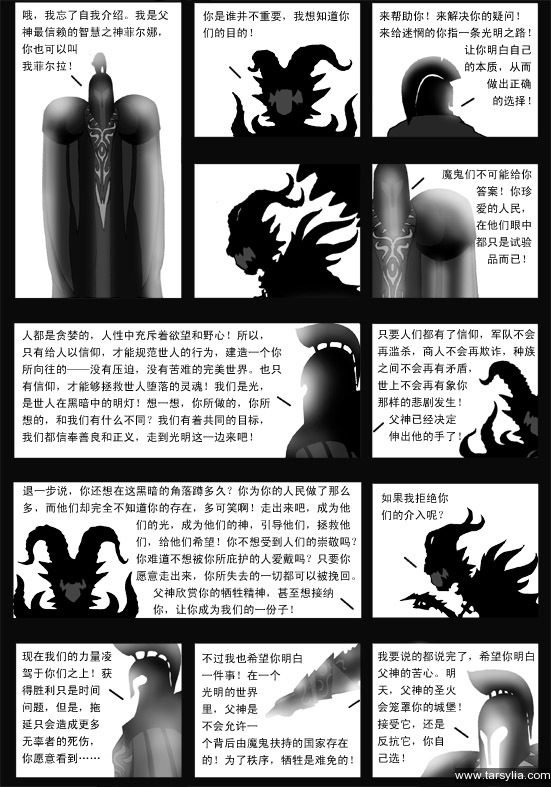 哦，我忘了自我介绍。我是父
神最信赖的智慧之神菲尔娜，
你也可以叫
我菲尔拉！
你是谁并不重要，我想知道你
们的目的！
来帮助你！来解决你的疑问！
来给迷惘的你指一条光明之路！
让你明白自己
的本质，从而
做出正确
的选择！
魔鬼们不可能给你
答案！你珍
爱的人民，
在他们眼中
都只是试验
品而已！
人都是贪婪的，人性中充斥着欲望和野心！所以，
只有给人以信仰，才能规范世人的行为，建造一个你
所向往的——没有压迫，没有苦难的完美世界。也只
有信仰，才能够拯救世人堕落的灵魂！我们是光，
是世人在黑暗中的明灯！想一想，你所做的，你所
想的，和我们有什么不同？我们有着共同的目标，
我们都信奉善良和正义，走到光明这一边来吧！
只要人们都有了信仰，军队不会
再滥杀，商人不会再欺诈，种族
之间不会再有矛盾，
世上不会再有象你
那样的悲剧发生！
父神已经决定
伸出他的手了！
退一步说，你还想在这黑暗的角落蹲多久？你为你的人民做了那么
多，而他们却完全不知道你的存在，多可笑啊！走出来吧，成为他
们的光，成为他们的神，引导他们，拯救他
们，给他们希望！你不想受到人们的崇敬吗？
你难道不想被你所庇护的人爱戴吗？只要你
愿意走出来，你所失去的一切都可以被挽回。
父神欣赏你的牺牲精神，甚至想接纳
你，让你成为我们的一份子！
如果我拒绝你
们的介入呢？
现在我们的力量凌
驾于你们之上！获
得胜利只是时间
问题，但是，拖
延只会造成更多
无辜者的死伤，
你愿意看到……
不过我也希望你明白
一件事！在一个
光明的世界
里，父神是
不会允许一
个背后由魔鬼扶持的国家存在
的！为了秩序，牺牲是难免的！
我要说的都说完了，希望你明白
父神的苦心。明
天，父神的圣火
会笼罩你的城堡！
接受它，还是
反抗它，你自
己选！
www.tarsylia.com